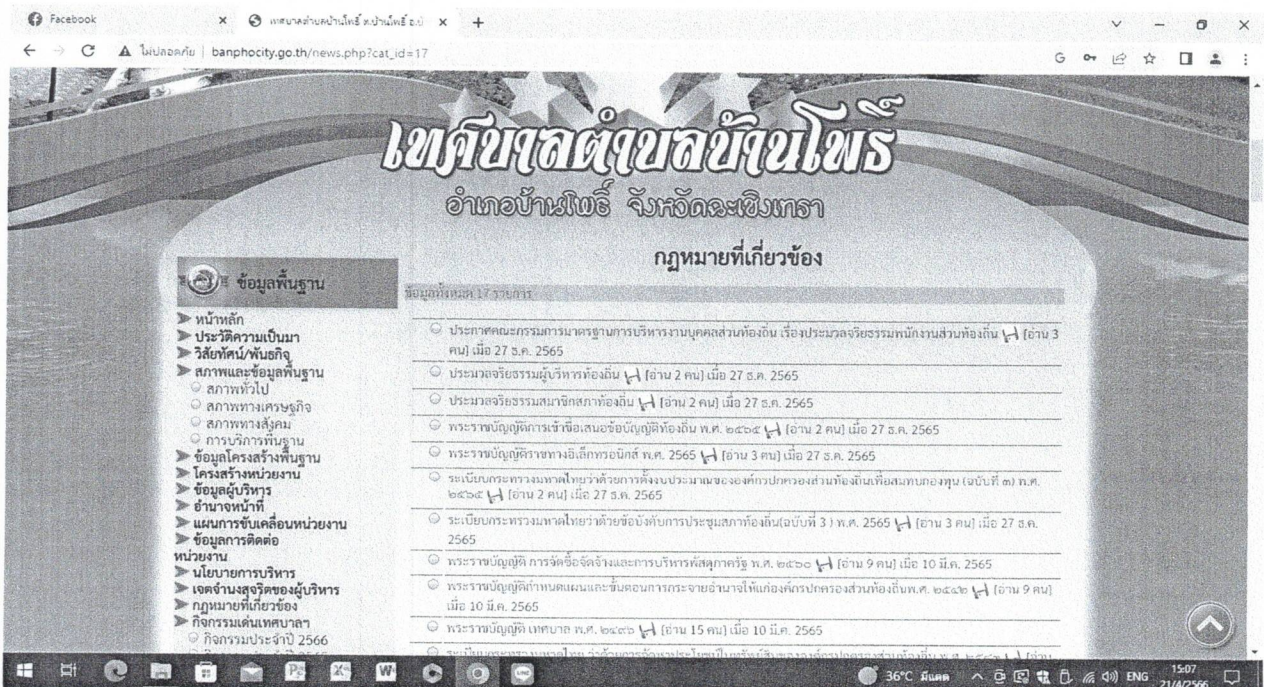 Facebook
เทศบาลตำบลบ้านโพธิ์ ต.บ้านโพธิ์ อ.บ้
ไม่ปลอดภัย | banphocity.go.th/news.php?cat_id=17
เทศบาลตำบลบ้านโพธิ์
อำเภอบ้านโพธิ์ จังหวัดฉะเชิงเทรา
กฎหมายที่เกี่ยวข้อง
ข้อมูลทั้งหมด 17 รายการ
ข้อมูลพื้นฐาน
หน้าหลัก
ประวัติความเป็นมา
วิสัยทัศน์/พันธกิจ
สภาพและข้อมูลพื้นฐาน
สภาพทั่วไป
สภาพทางเศรษฐกิจ
สภาพทางสังคม
การบริการพื้นฐาน
ข้อมูลโครงสร้างพื้นฐาน
โครงสร้างหน่วยงาน
ข้อมูลผู้บริหาร
อำนาจหน้าที่
แผนการขับเคลื่อนหน่วยงาน
ข้อมูลการติดต่อ
หน่วยงาน
นโยบายการบริหาร
เจตจำนงสุจริตของผู้บริหาร
กฎหมายที่เกี่ยวข้อง
กิจกรรมเด่นเทศบาลฯ
กิจกรรมประจำปี 2566
ประกาศคณะกรรมการมาตรฐานการบริหารงานบุคคลส่วนท้องถิ่น เรื่องประมวลจริยธรรมพนักงานส่วนท้องถิ่น [อ่าน 3
คน] เมื่อ 27 ธ.ค. 2565
ประมวลจริยธรรมผู้บริหารท้องถิ่น [อ่าน 2 คน] เมื่อ 27 ธ.ค. 2565
ประมวลจริยธรรมสมาชิกสภาท้องถิ่น [อ่าน 2 คน] เมื่อ 27 ธ.ค. 2565
พระราชบัญญัติการเข้าชื่อเสนอข้อบัญญัติท้องถิ่น พ.ศ. ๒๕๖๕ [อ่าน 2 คน] เมื่อ 27 ธ.ค. 2565
พระราชบัญญัติราชทางอิเล็กทรอนิกส์ พ.ศ. 2565 [อ่าน 3 คน] เมื่อ 27 ธ.ค. 2565
ระเบียบกระทรวงมหาดไทยว่าด้วยการตั้งงบประมาณขององค์กรปกครองส่วนท้องถิ่นเพื่อสมทบกองทุน (ฉบับที่ ๓) พ.ศ.
๒๕๖๕ [อ่าน 2 คน] เมื่อ 27 ธ.ค. 2565
ระเบียบกระทรวงมหาดไทยว่าด้วยข้อบังคับการประชุมสภาท้องถิ่น(ฉบับที่ 3 ) พ.ศ. 2565 [อ่าน 3 คน] เมื่อ 27 ธ.ค.
2565
พระราชบัญญัติ การจัดซื้อจัดจ้างและการบริหารพัสดุภาครัฐ พ.ศ. ๒๕๖๐ [อ่าน 9 คน] เมื่อ 10 มี.ค. 2565
พระราชบัญญัติกำหนดแผนและขั้นตอนการกระจายอำนาจให้แก่องค์กรปกครองส่วนท้องถิ่นพ.ศ. ๒๕๔๒ [อ่าน 9 คน]
เมื่อ 10 มี.ค. 2565
พระราชบัญญัติ เทศบาล พ.ศ. ๒๔๙๖ [อ่าน 15 คน] เมื่อ 10 มี.ค. 2565
36°C มีแดด
ENG
15:07
21/4/2566